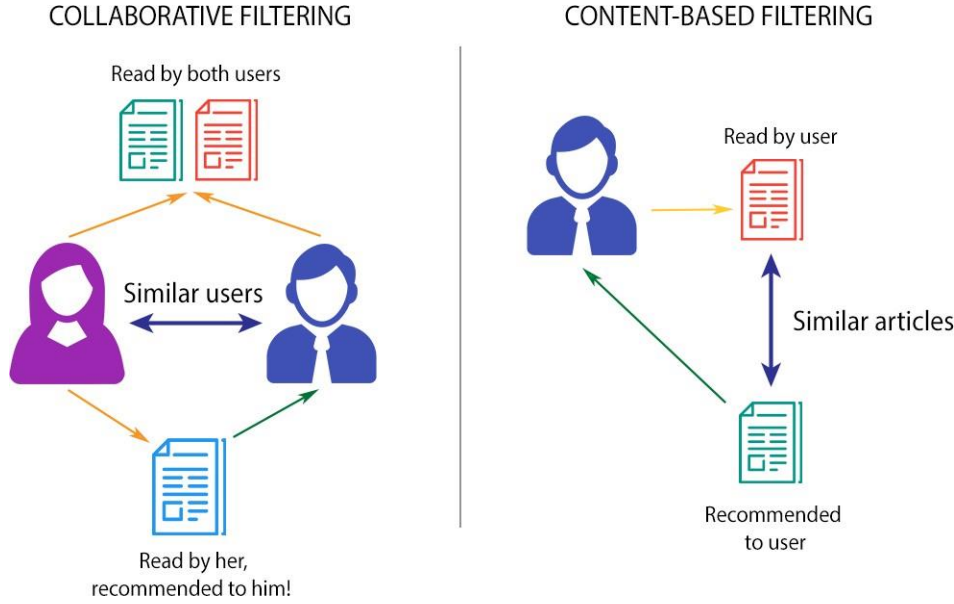 COLLABORATIVE FILTERING
Read by both users
Similar users
Read by her,
recommended to him!
CONTENT-BASED FILTERING
Read by user
Similar articles
Recommended
to user